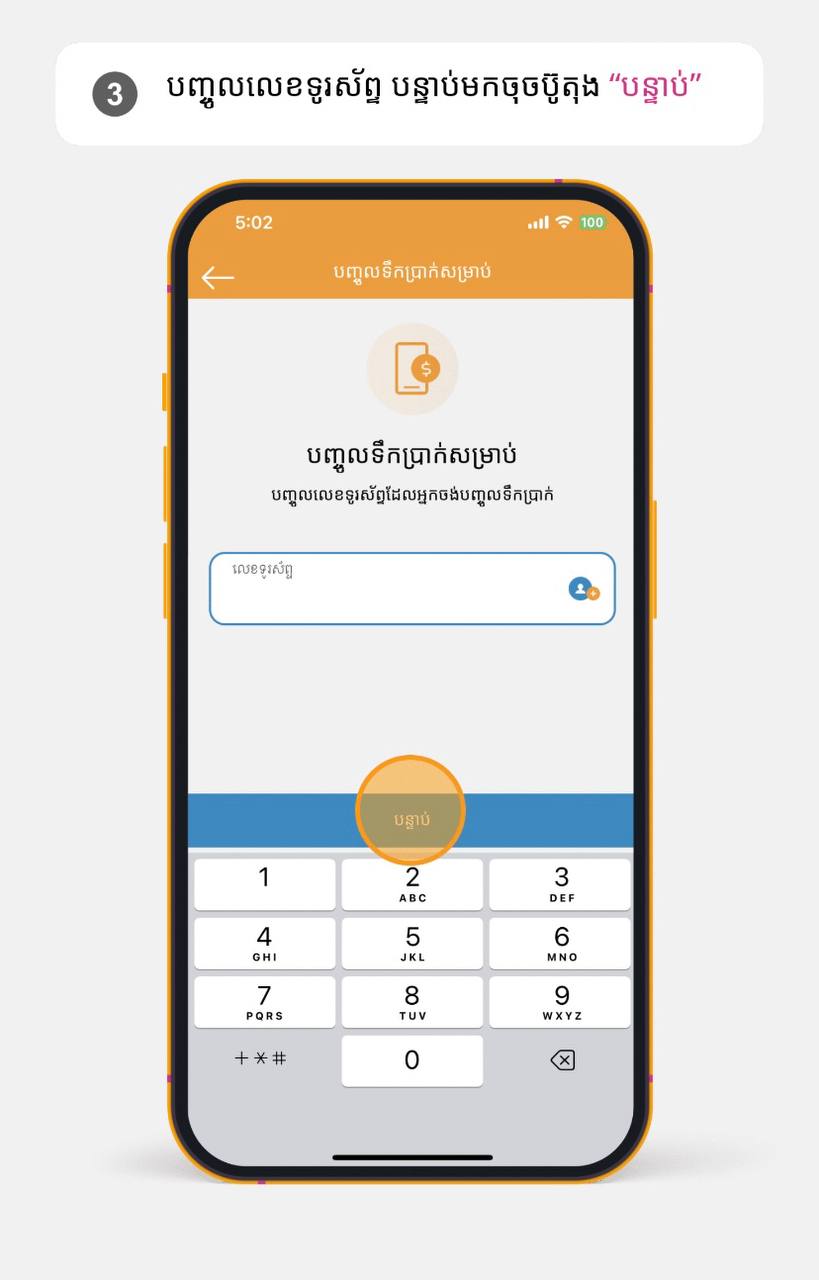 3 បញ្ចូលលេខទូរស័ព្ទ បន្ទាប់មកចុចប៊ូតុង “បន្ទាប់”
5:02 100
បញ្ចូលទឹកប្រាក់សម្រាប់
$
បញ្ចូលទឹកប្រាក់សម្រាប់
បញ្ចូលលេខទូរស័ព្ទដែលអ្នកចង់បញ្ចូលទឹកប្រាក់
លេខទូរស័ព្ទ
បន្ទាប់
1 2 3
ABC DEF
4 5 6
GHI JKL MNO
7 8 9
PQRS TUV WXYZ
+*# 0